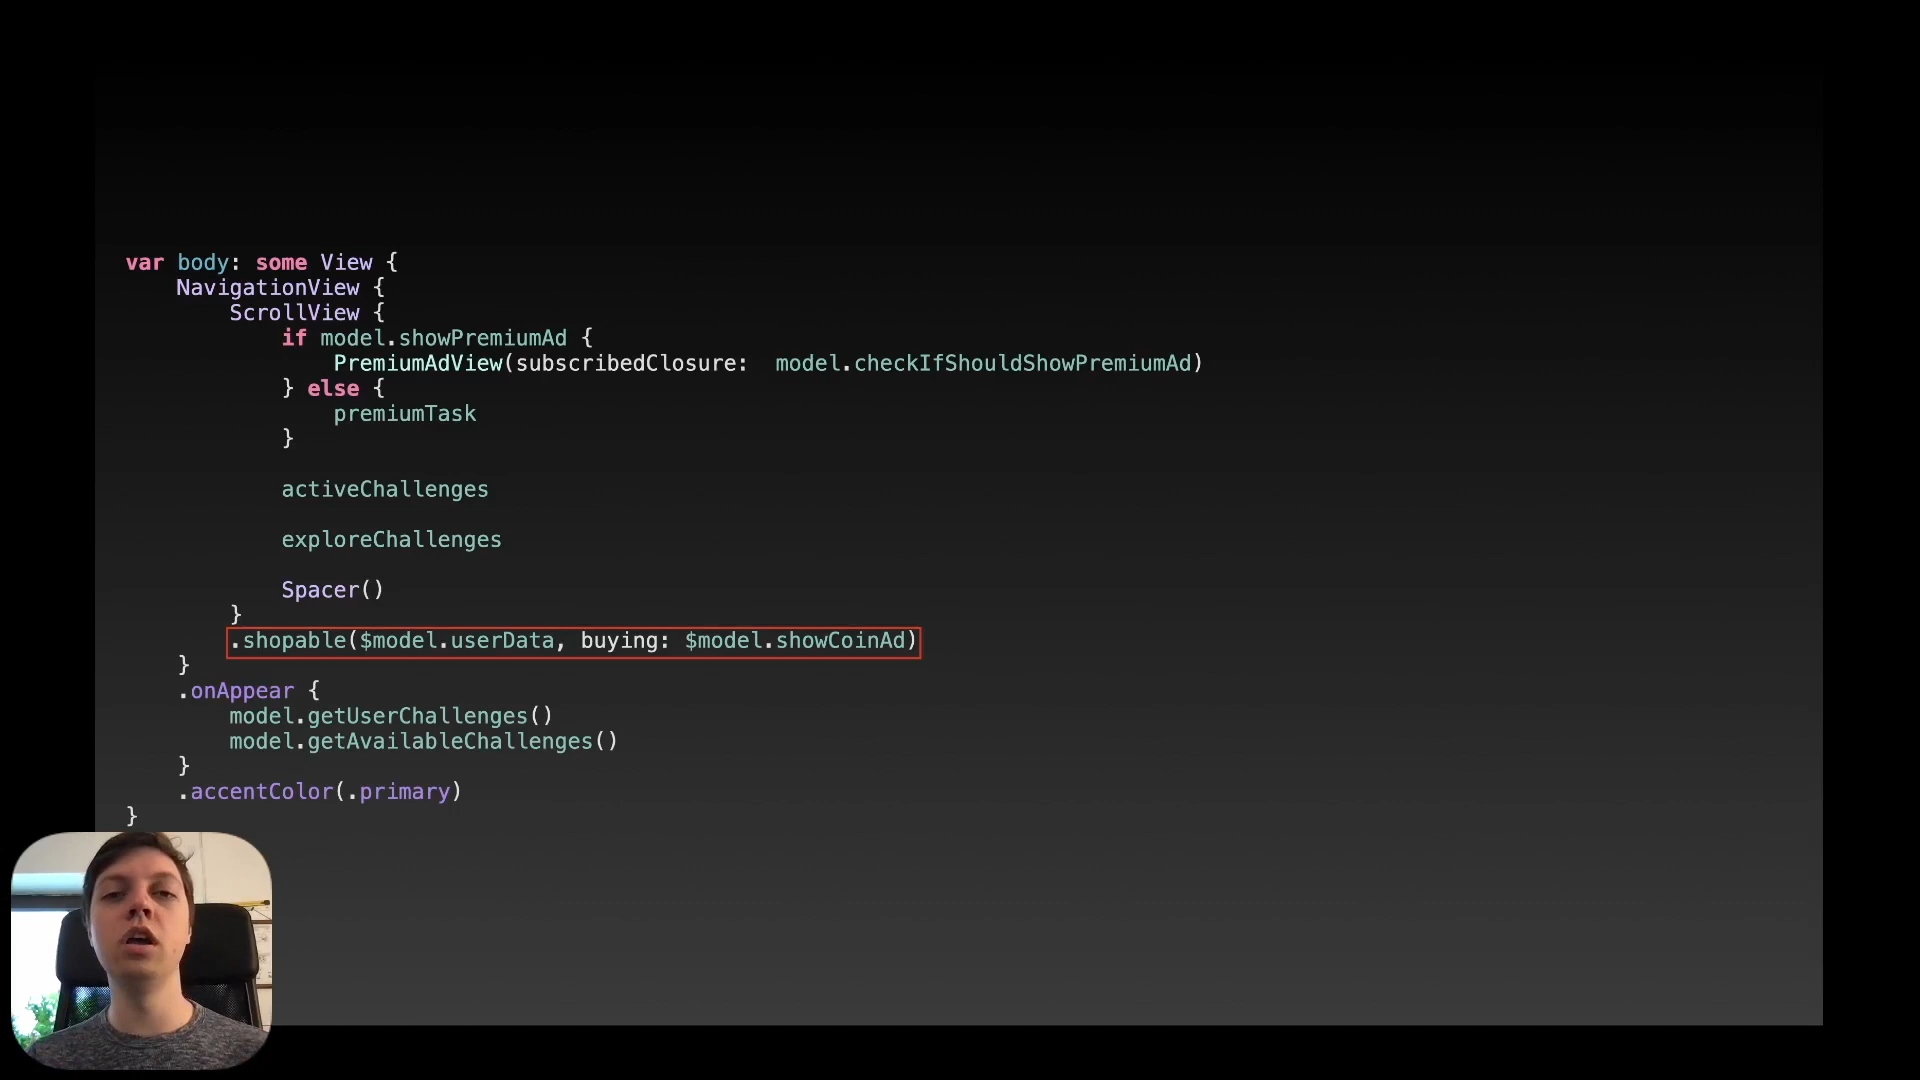 var body: some View {
NavigationView {
ScrollView {
if model.showPremiumAd {
PremiumAdView(subscribedClosure: model.checkIfShouldShowPremiumAd)
} else {
premiumTask
}
activeChallenges
exploreChallenges
Spacer()
}
.shopable($model.userData, buying: $model.showCoinAd)
}
.onAppear {
model.getUserChallenges()
model.getAvailableChallenges()
}
.accentColor(.primary)
}